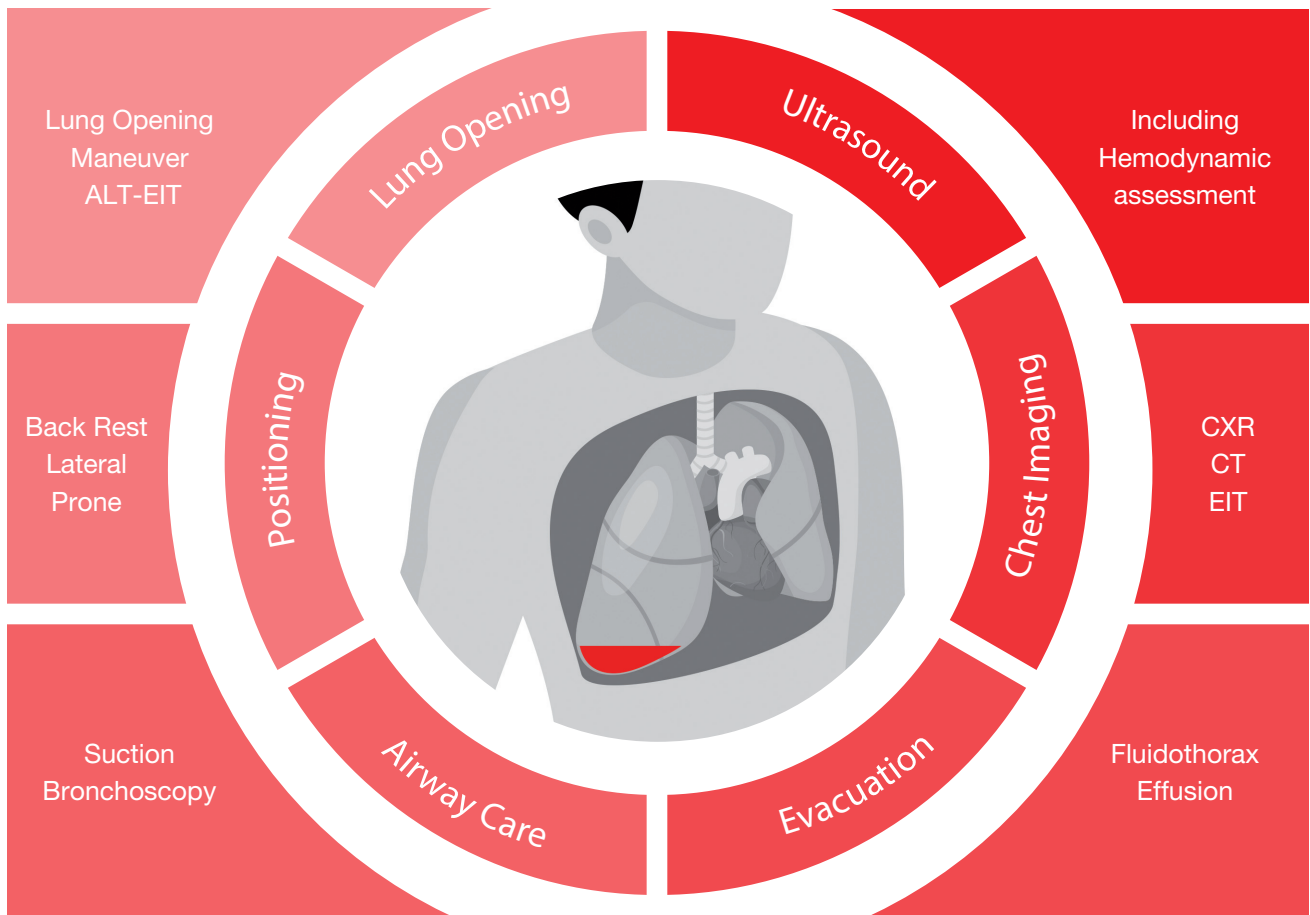 Lung Opening
Maneuver
ALT-EIT
Lung Opening
Ultrasound
Including
Hemodynamic
assessment
Back Rest
Lateral
Prone
Positioning
Chest Imaging
CXR
CT
EIT
Suction
Bronchoscopy
Airway Care
Evacuation
Fluidothorax
Effusion